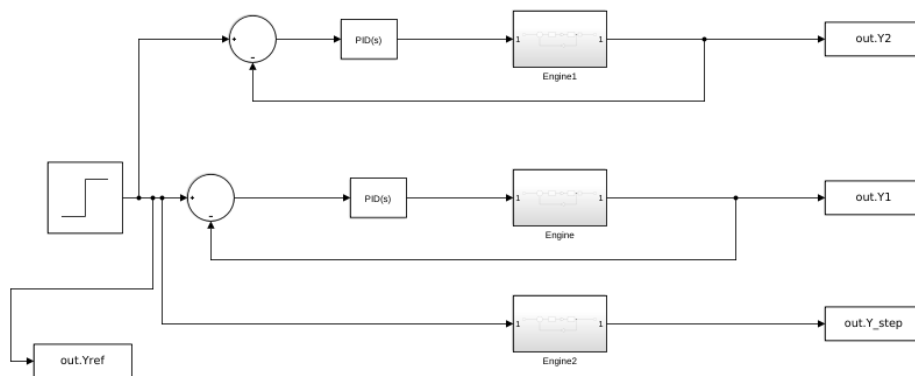 +
-
PID(s)
1
1
Engine1
out.Y2
+
-
PID(s)
1
1
Engine
out.Y1
1
1
Engine2
out.Y_step
out.Yref